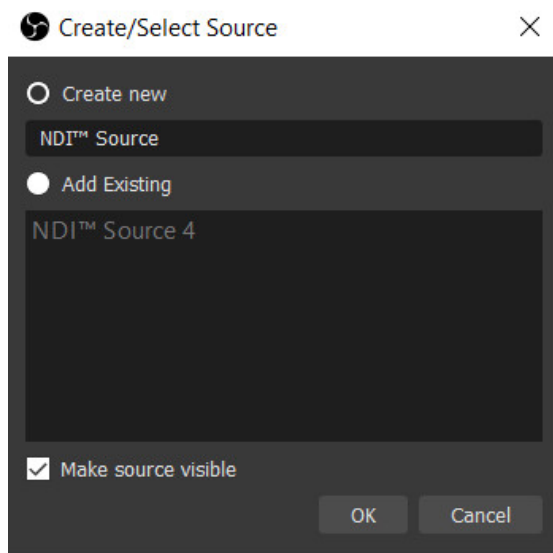 Create/Select Source
Create new
NDI™ Source
Add Existing
NDI™ Source 4
Make source visible
OK
Cancel